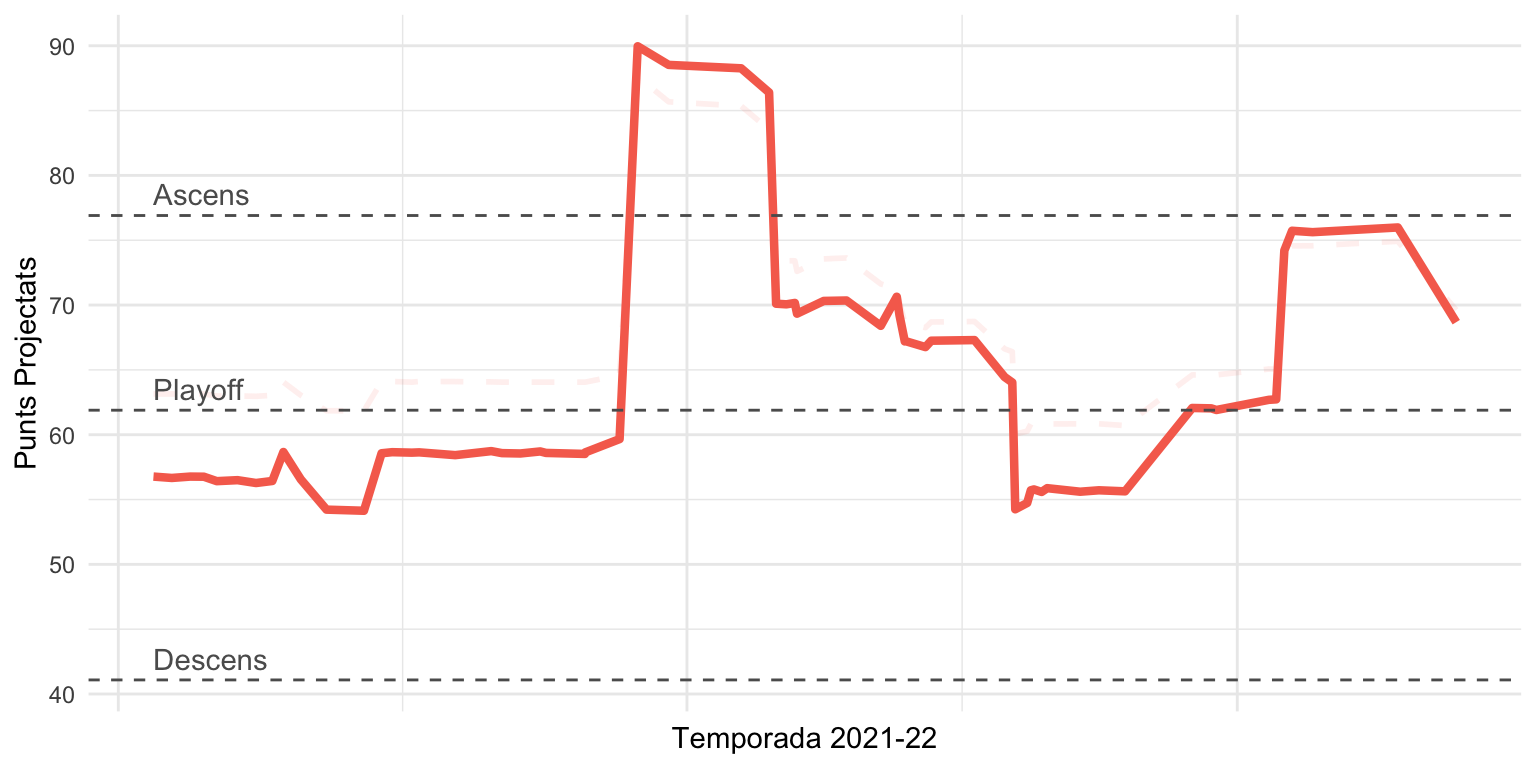 90
80
70
60
50
40
Punts Projectats
Ascens
Playoff
Descens
Temporada 2021-22